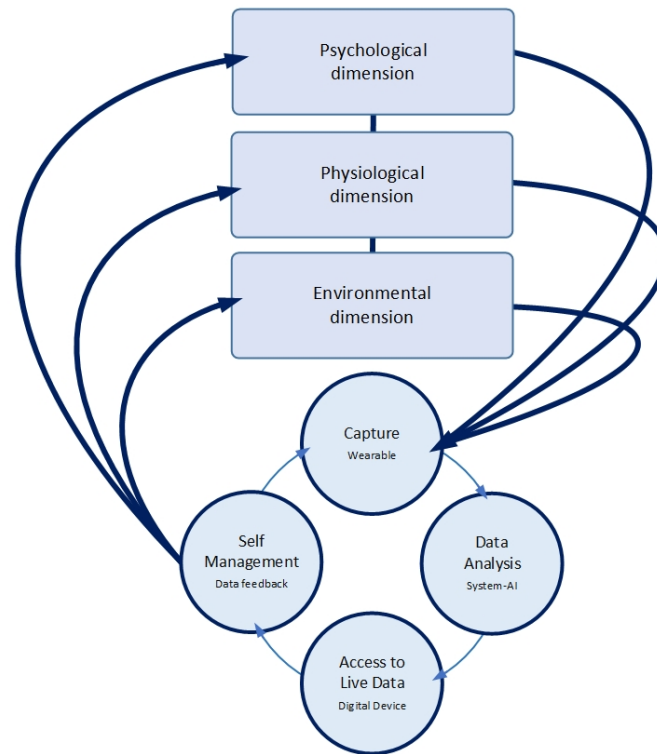 Psychological
dimension
Physiological
dimension
Environmental
dimension
Capture
Wearable
Data
Analysis
System-AI
Access to
Live Data
Digital Device
Self
Management
Data feedback